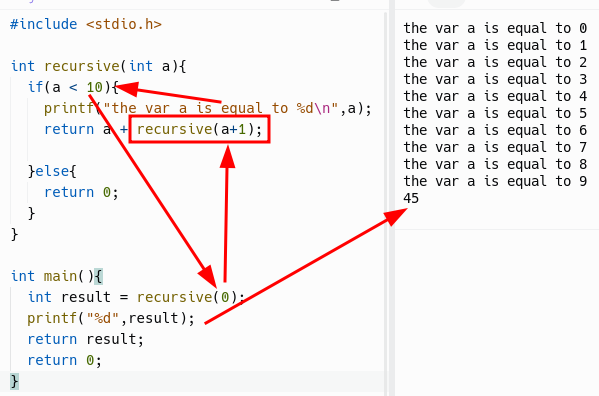 #include <stdio.h>
int recursive(int a){
if(a < 10){
printf("the var a is equal to %d\n",a);
return a + recursive(a+1);
}else{
return 0;
}
}
int main(){
int result = recursive(0);
printf("%d",result);
return result;
return 0;
}
the var a is equal to 0
the var a is equal to 1
the var a is equal to 2
the var a is equal to 3
the var a is equal to 4
the var a is equal to 5
the var a is equal to 6
the var a is equal to 7
the var a is equal to 8
the var a is equal to 9
45